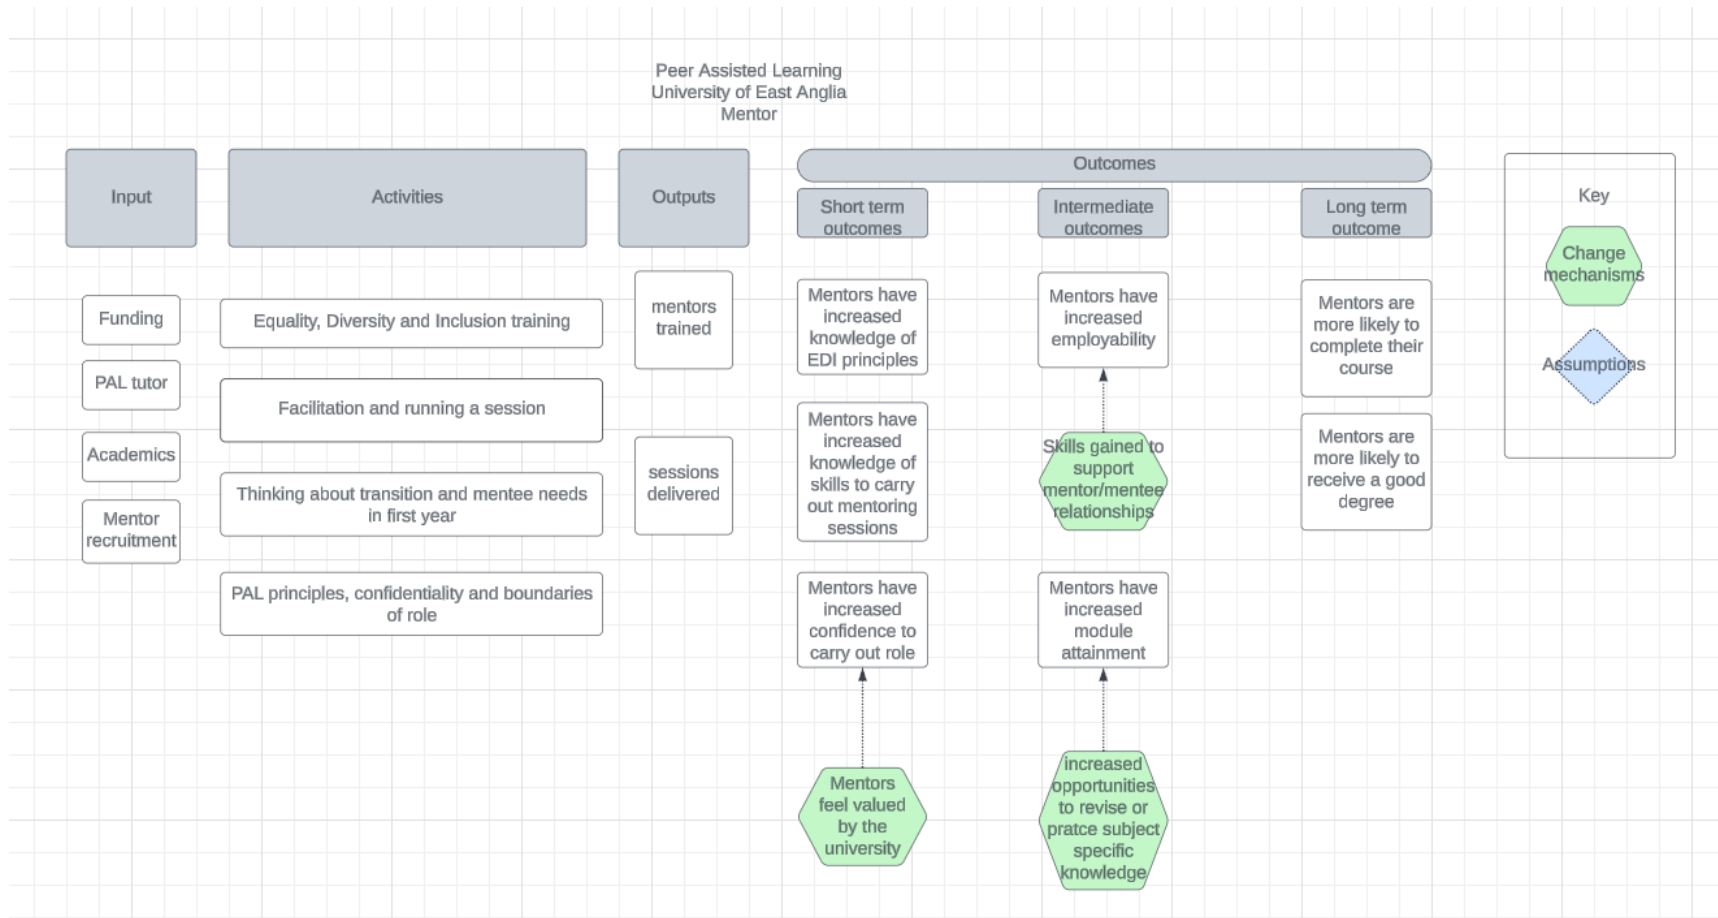 Peer Assisted Learning
University of East Anglia
Mentor
Input
Activities
Outputs
Outcomes
Short term
outcomes
Intermediate
outcomes
Long term
outcome
Key
Change
mechanisms
Assumptions
Funding
PAL tutor
Academics
Mentor
recruitment
Equality, Diversity and Inclusion training
Facilitation and running a session
Thinking about transition and mentee needs
in first year
PAL principles, confidentiality and boundaries
of role
mentors
trained
sessions
delivered
Mentors have
increased
knowledge of
EDI principles
Mentors have
increased
knowledge of
skills to carry
out mentoring
sessions
Mentors have
increased
confidence to
carry out role
Mentors
feel valued
by the
university
Mentors have
increased
employability
Skills gained to
support
mentor/mentee
relationships
Mentors have
increased
module
attainment
increased
opportunities
to revise or
pratce subject
specific
knowledge
Mentors are
more likely to
complete their
course
Mentors are
more likely to
receive a good
degree